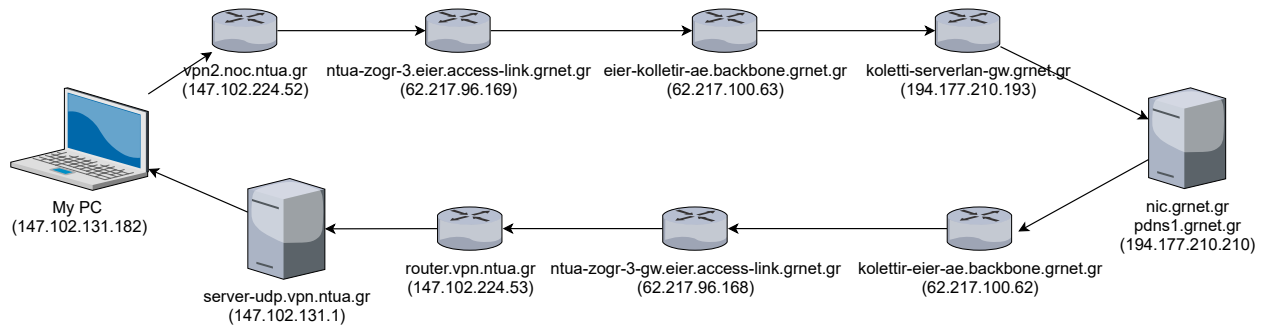 vpn2.noc.ntua.gr
(147.102.224.52)
ntua-zogr-3.eier.access-link.grnet.gr
(62.217.96.169)
eier-kolletir-ae.backbone.grnet.gr
(62.217.100.63)
koletti-serverlan-gw.grnet.gr
(194.177.210.193)
My PC
(147.102.131.182)
nic.grnet.gr
pdns1.grnet.gr
(194.177.210.210)
server-udp.vpn.ntua.gr
(147.102.131.1)
router.vpn.ntua.gr
(147.102.224.53)
ntua-zogr-3-gw.eier.access-link.grnet.gr
(62.217.96.168)
kolettir-eier-ae.backbone.grnet.gr
(62.217.100.62)